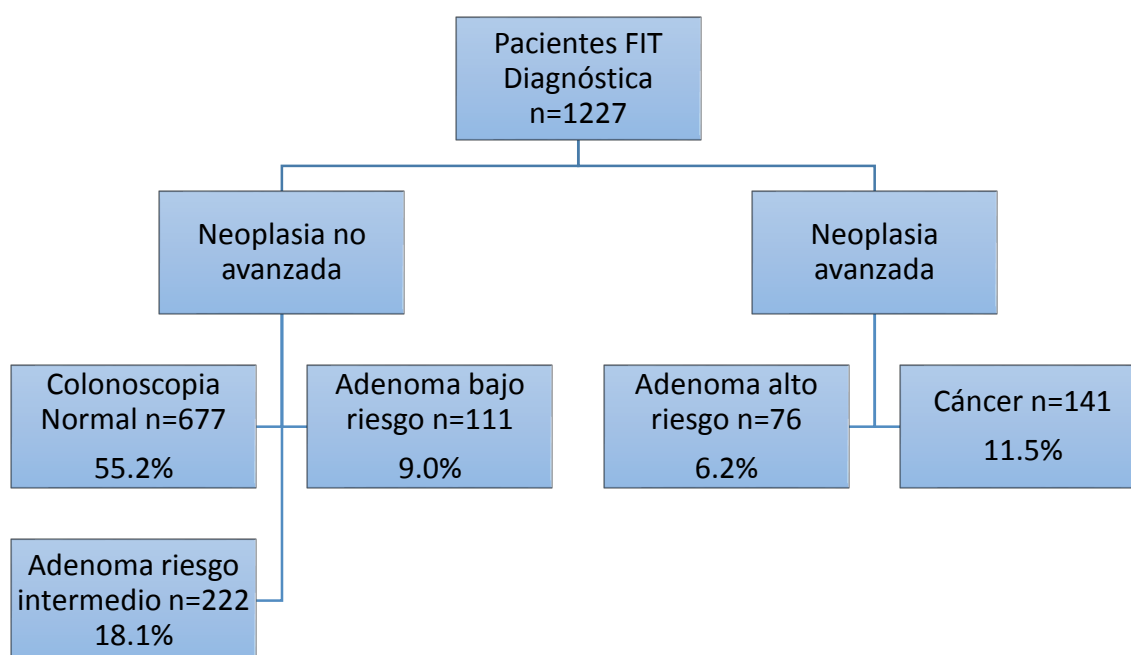 Pacientes FIT
Diagnóstica
n=1227
Neoplasia no
avanzada
Neoplasia
avanzada
Colonoscopia
Normal n=677
55.2%
Adenoma bajo
riesgo n=111
9.0%
Adenoma alto
riesgo n=76
6.2%
Cáncer n=141
11.5%
Adenoma riesgo
intermedio n=222
18.1%